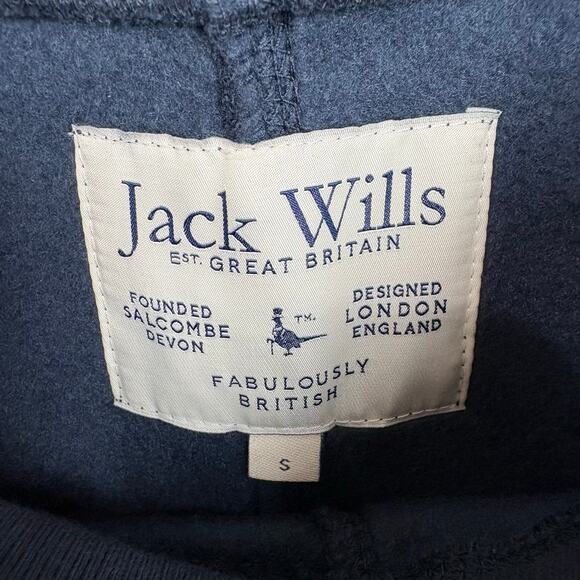 Jack Wills
EST. GREAT BRITAIN
FOUNDED
SALCOMBE
DEVON
TM.
DESIGNED
LONDON
ENGLAND
FABULOUSLY
BRITISH
S